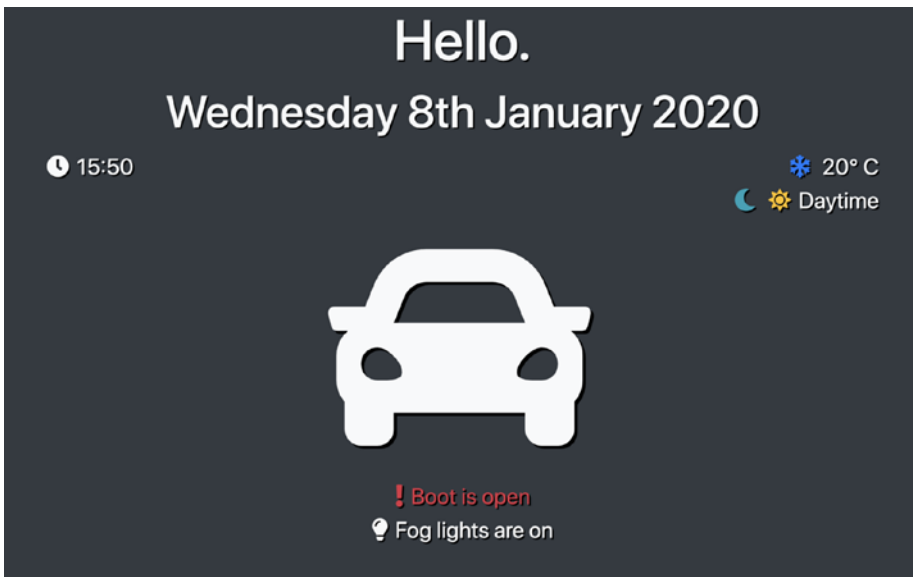 Hello.
Wednesday 8th January 2020
15:50
20° C
Daytime
Boot is open
Fog lights are on